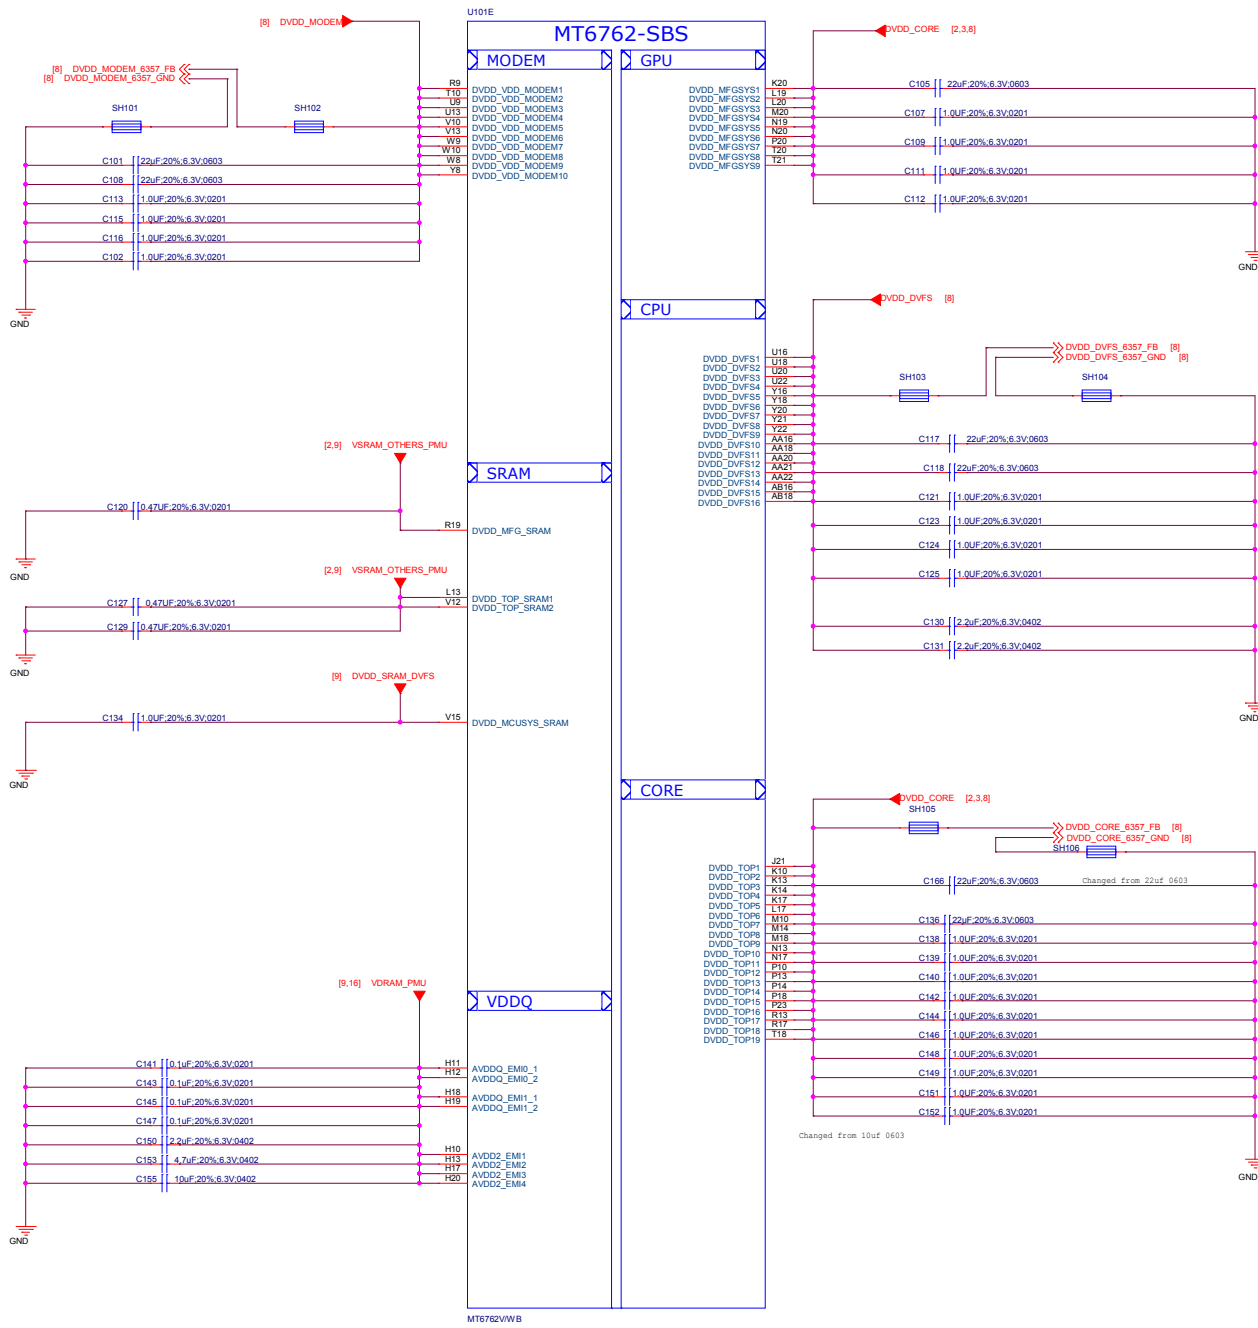 U101E
MT6762-SBS
[8] DVDD_MODEM
MODEM
[8] DVDD_MODEM_6357_FB
[8] DVDD_MODEM_6357_GND
SH101
SH102
R9 DVDD_VDD_MODEM1
T10 DVDD_VDD_MODEM2
U9 DVDD_VDD_MODEM3
U13 DVDD_VDD_MODEM4
V10 DVDD_VDD_MODEM5
V13 DVDD_VDD_MODEM6
W9 DVDD_VDD_MODEM7
W10 DVDD_VDD_MODEM8
W8 DVDD_VDD_MODEM9
Y8 DVDD_VDD_MODEM10
C101 22uF;20%;6.3V;0603
C108 22uF;20%;6.3V;0603
C113 1.0UF;20%;6.3V;0201
C115 1.0UF;20%;6.3V;0201
C116 1.0UF;20%;6.3V;0201
C102 1.0UF;20%;6.3V;0201
GND
[2,9] VSRAM_OTHERS_PMU
SRAM
C120 0.47UF;20%;6.3V;0201
R19 DVDD_MFG_SRAM
GND
[2,9] VSRAM_OTHERS_PMU
L13 DVDD_TOP_SRAM1
V12 DVDD_TOP_SRAM2
C127 0.47UF;20%;6.3V;0201
C129 0.47UF;20%;6.3V;0201
GND
[9] DVDD_SRAM_DVFS
C134 1.0UF;20%;6.3V;0201
V15 DVDD_MCUSYS_SRAM
GND
[9,16] VDRAM_PMU
VDDQ
H11 AVDDQ_EMI0_1
H12 AVDDQ_EMI0_2
H18 AVDDQ_EMI1_1
H19 AVDDQ_EMI1_2
H10 AVDD2_EMI1
H13 AVDD2_EMI2
H17 AVDD2_EMI3
H20 AVDD2_EMI4
C141 0.1uF;20%;6.3V;0201
C143 0.1uF;20%;6.3V;0201
C145 0.1uF;20%;6.3V;0201
C147 0.1uF;20%;6.3V;0201
C150 2.2uF;20%;6.3V;0402
C153 4.7uF;20%;6.3V;0402
C155 10uF;20%;6.3V;0402
GND
GPU
DVDD_CORE [2,3,8]
DVDD_MFGSYS1 K20
DVDD_MFGSYS2 L19
DVDD_MFGSYS3 L20
DVDD_MFGSYS4 M20
DVDD_MFGSYS5 N19
DVDD_MFGSYS6 N20
DVDD_MFGSYS7 P20
DVDD_MFGSYS8 T20
DVDD_MFGSYS9 T21
C105 22uF;20%;6.3V;0603
C107 1.0UF;20%;6.3V;0201
C109 1.0UF;20%;6.3V;0201
C111 1.0UF;20%;6.3V;0201
C112 1.0UF;20%;6.3V;0201
GND
CPU
DVDD_DVFS [8]
DVDD_DVFS_6357_FB [8]
DVDD_DVFS_6357_GND [8]
SH103
SH104
DVDD_DVFS1 U16
DVDD_DVFS2 U18
DVDD_DVFS3 U20
DVDD_DVFS4 U22
DVDD_DVFS5 Y16
DVDD_DVFS6 Y18
DVDD_DVFS7 Y20
DVDD_DVFS8 Y21
DVDD_DVFS9 Y22
DVDD_DVFS10 AA16
DVDD_DVFS11 AA18
DVDD_DVFS12 AA20
DVDD_DVFS13 AA21
DVDD_DVFS14 AA22
DVDD_DVFS15 AB16
DVDD_DVFS16 AB18
C117 22uF;20%;6.3V;0603
C118 22uF;20%;6.3V;0603
C121 1.0UF;20%;6.3V;0201
C123 1.0UF;20%;6.3V;0201
C124 1.0UF;20%;6.3V;0201
C125 1.0UF;20%;6.3V;0201
C130 2.2uF;20%;6.3V;0402
C131 2.2uF;20%;6.3V;0402
GND
CORE
DVDD_CORE [2,3,8]
SH105
DVDD_CORE_6357_FB [8]
DVDD_CORE_6357_GND [8]
SH106
DVDD_TOP1 J21
DVDD_TOP2 K10
DVDD_TOP3 K13
DVDD_TOP4 K14
DVDD_TOP5 K17
DVDD_TOP6 L17
DVDD_TOP7 M10
DVDD_TOP8 M14
DVDD_TOP9 M18
DVDD_TOP10 N13
DVDD_TOP11 N17
DVDD_TOP12 P10
DVDD_TOP13 P13
DVDD_TOP14 P14
DVDD_TOP15 P18
DVDD_TOP16 P23
DVDD_TOP17 R13
DVDD_TOP18 R17
DVDD_TOP19 T18
C166 22uF;20%;6.3V;0603
Changed from 22uf 0603
C136 22uF;20%;6.3V;0603
C138 1.0UF;20%;6.3V;0201
C139 1.0UF;20%;6.3V;0201
C140 1.0UF;20%;6.3V;0201
C142 1.0UF;20%;6.3V;0201
C144 1.0UF;20%;6.3V;0201
C146 1.0UF;20%;6.3V;0201
C148 1.0UF;20%;6.3V;0201
C149 1.0UF;20%;6.3V;0201
C151 1.0UF;20%;6.3V;0201
C152 1.0UF;20%;6.3V;0201
Changed from 10uf 0603
GND
MT6762V/WB